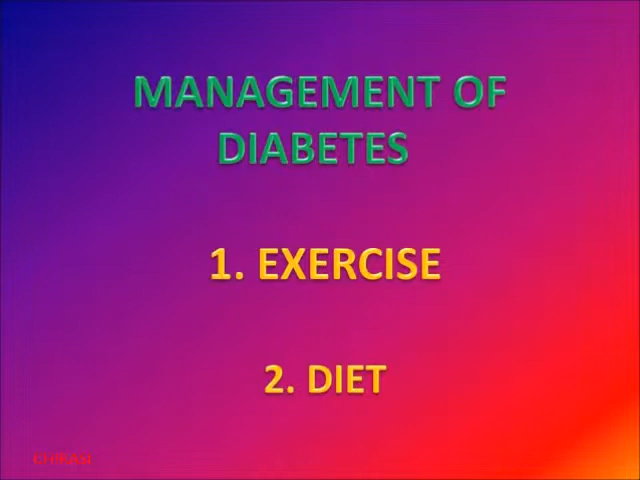 MANAGEMENT OF
DIABETES
1. EXERCISE
2. DIET